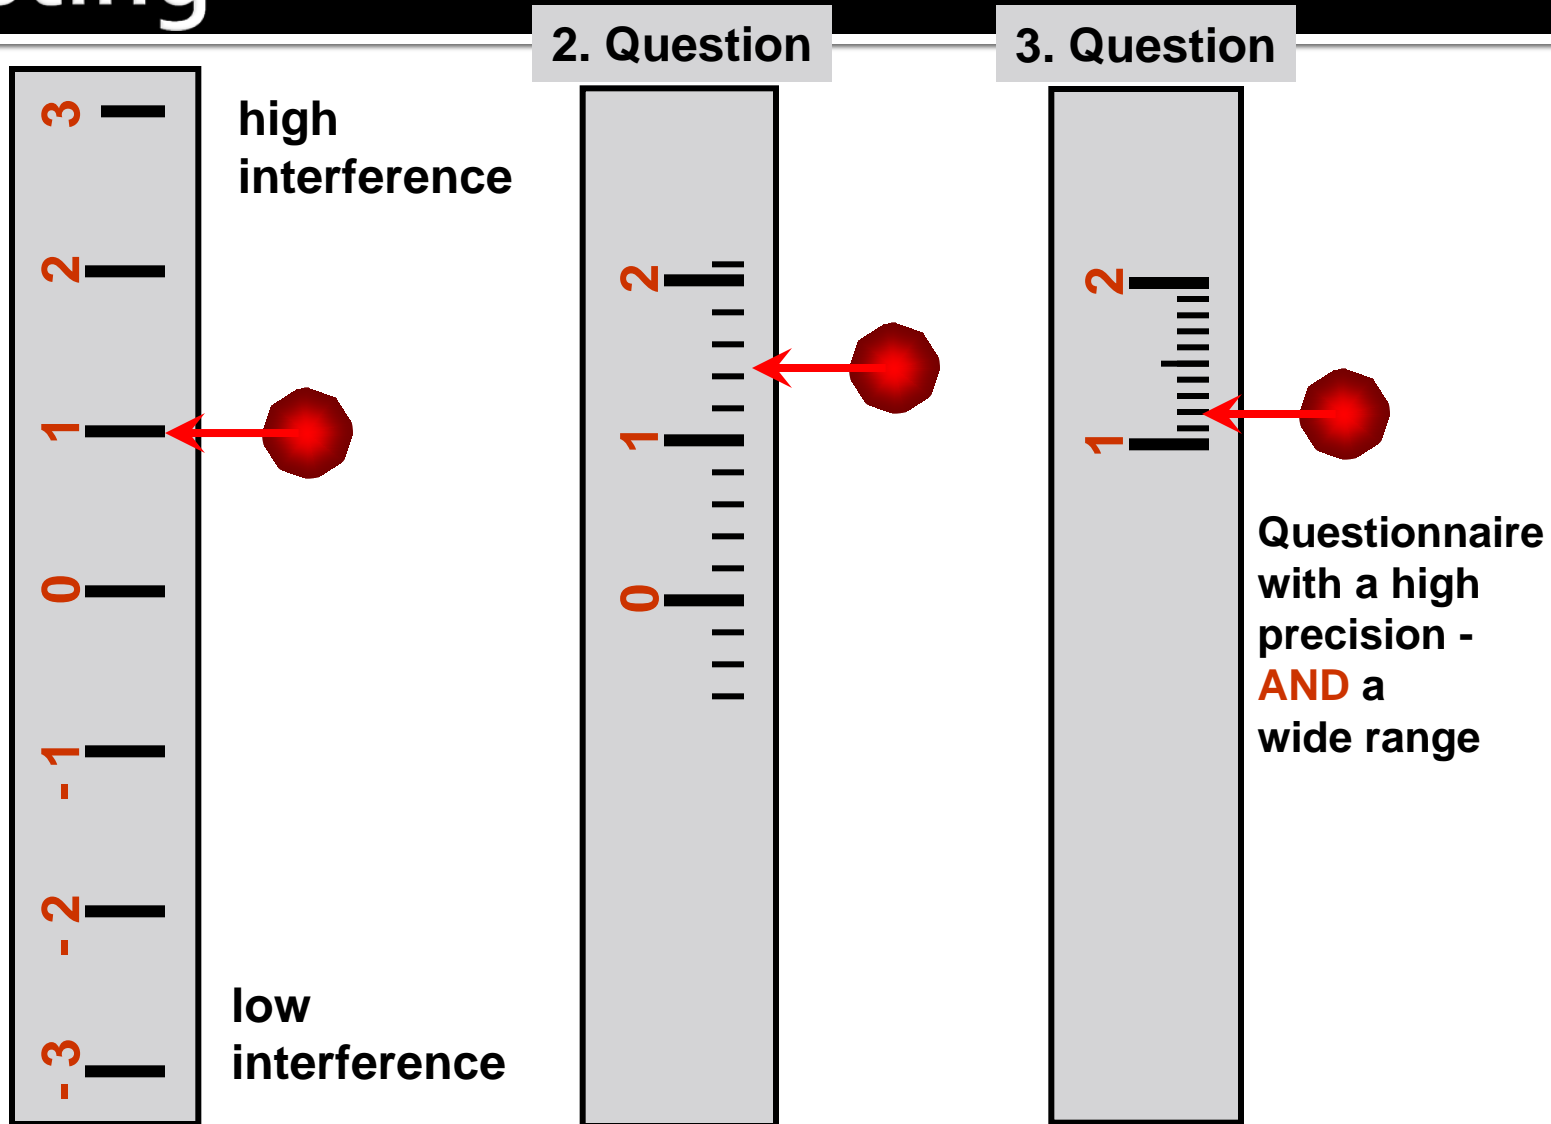 2. Question
3. Question
3
2
1
0
- 1
- 2
- 3
high
interference
low
interference
2
1
0
2
1
Questionnaire
with a high
precision -
AND a
wide range